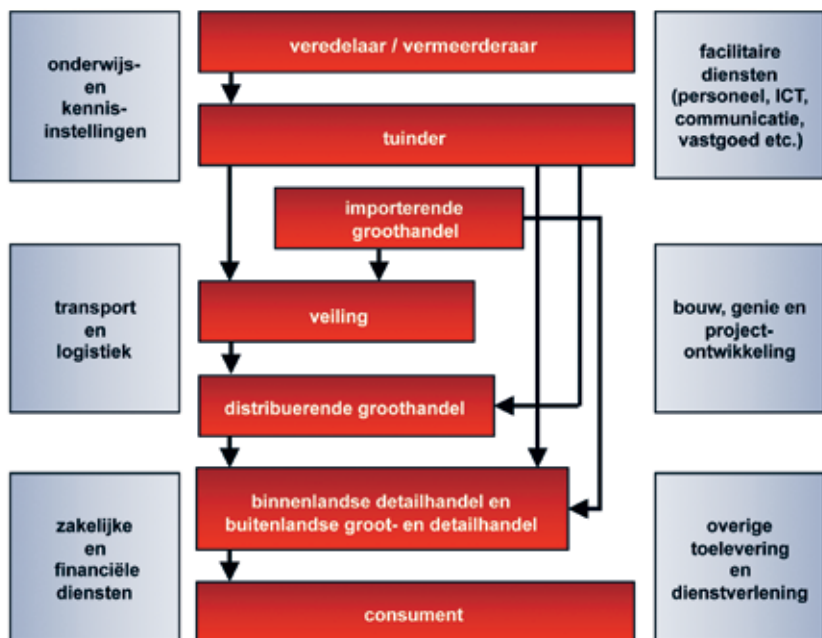 onderwijs-
en
kennis-
instellingen
transport
en
logistiek
zakelijke
en
financiële
diensten
veredelaar / vermeerderaar
tuinder
importerende
groothandel
veiling
distribuerende groothandel
binnenlandse detailhandel en
buitenlandse groot- en detailhandel
consument
facilitaire
diensten
(personeel, ICT,
communicatie,
vastgoed etc.)
bouw, genie en
project-
ontwikkeling
overige
toelevering
en
dienstverlening